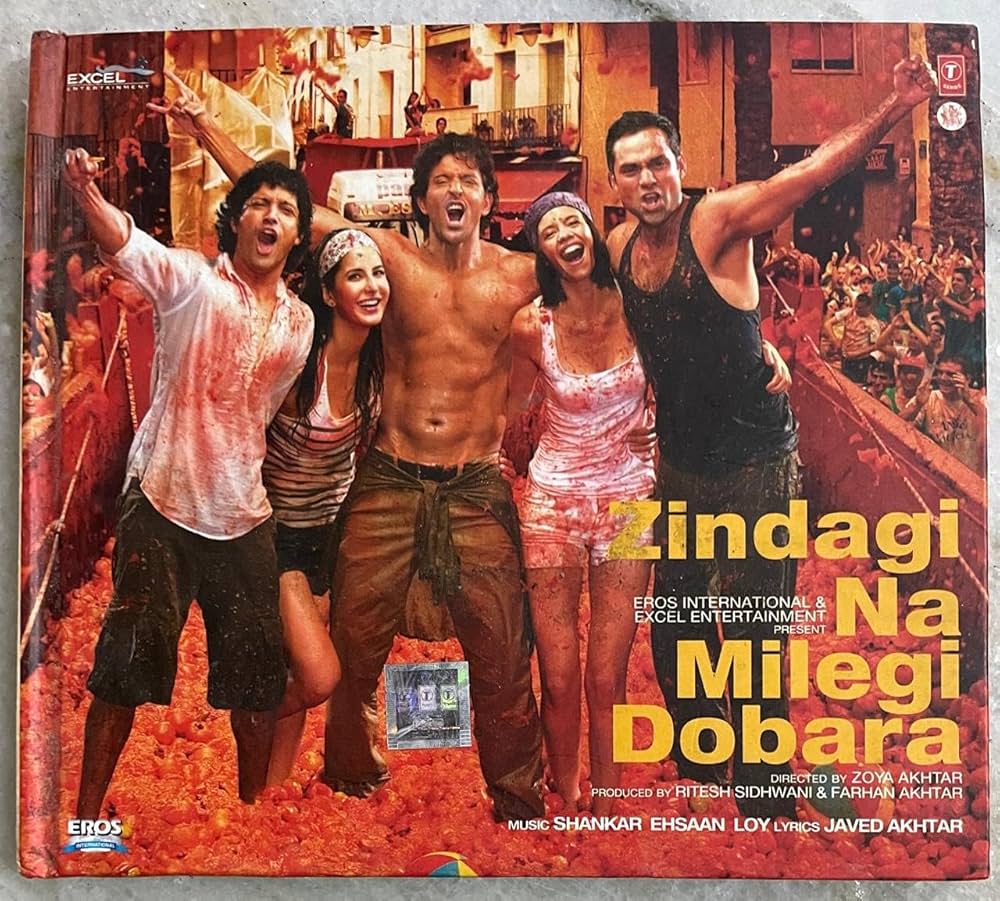 EXCEL
ENTERTAINMENT
T
SERIES
Zindagi
Na
Milegi
Dobara
EROS INTERNATIONAL &
EXCEL ENTERTAINMENT
PRESENT
DIRECTED BY ZOYA AKHTAR
PRODUCED BY RITESH SIDHWANI & FARHAN AKHTAR
MUSIC SHANKAR EHSAAN LOY LYRICS JAVED AKHTAR
EROS
INTERNATIONAL